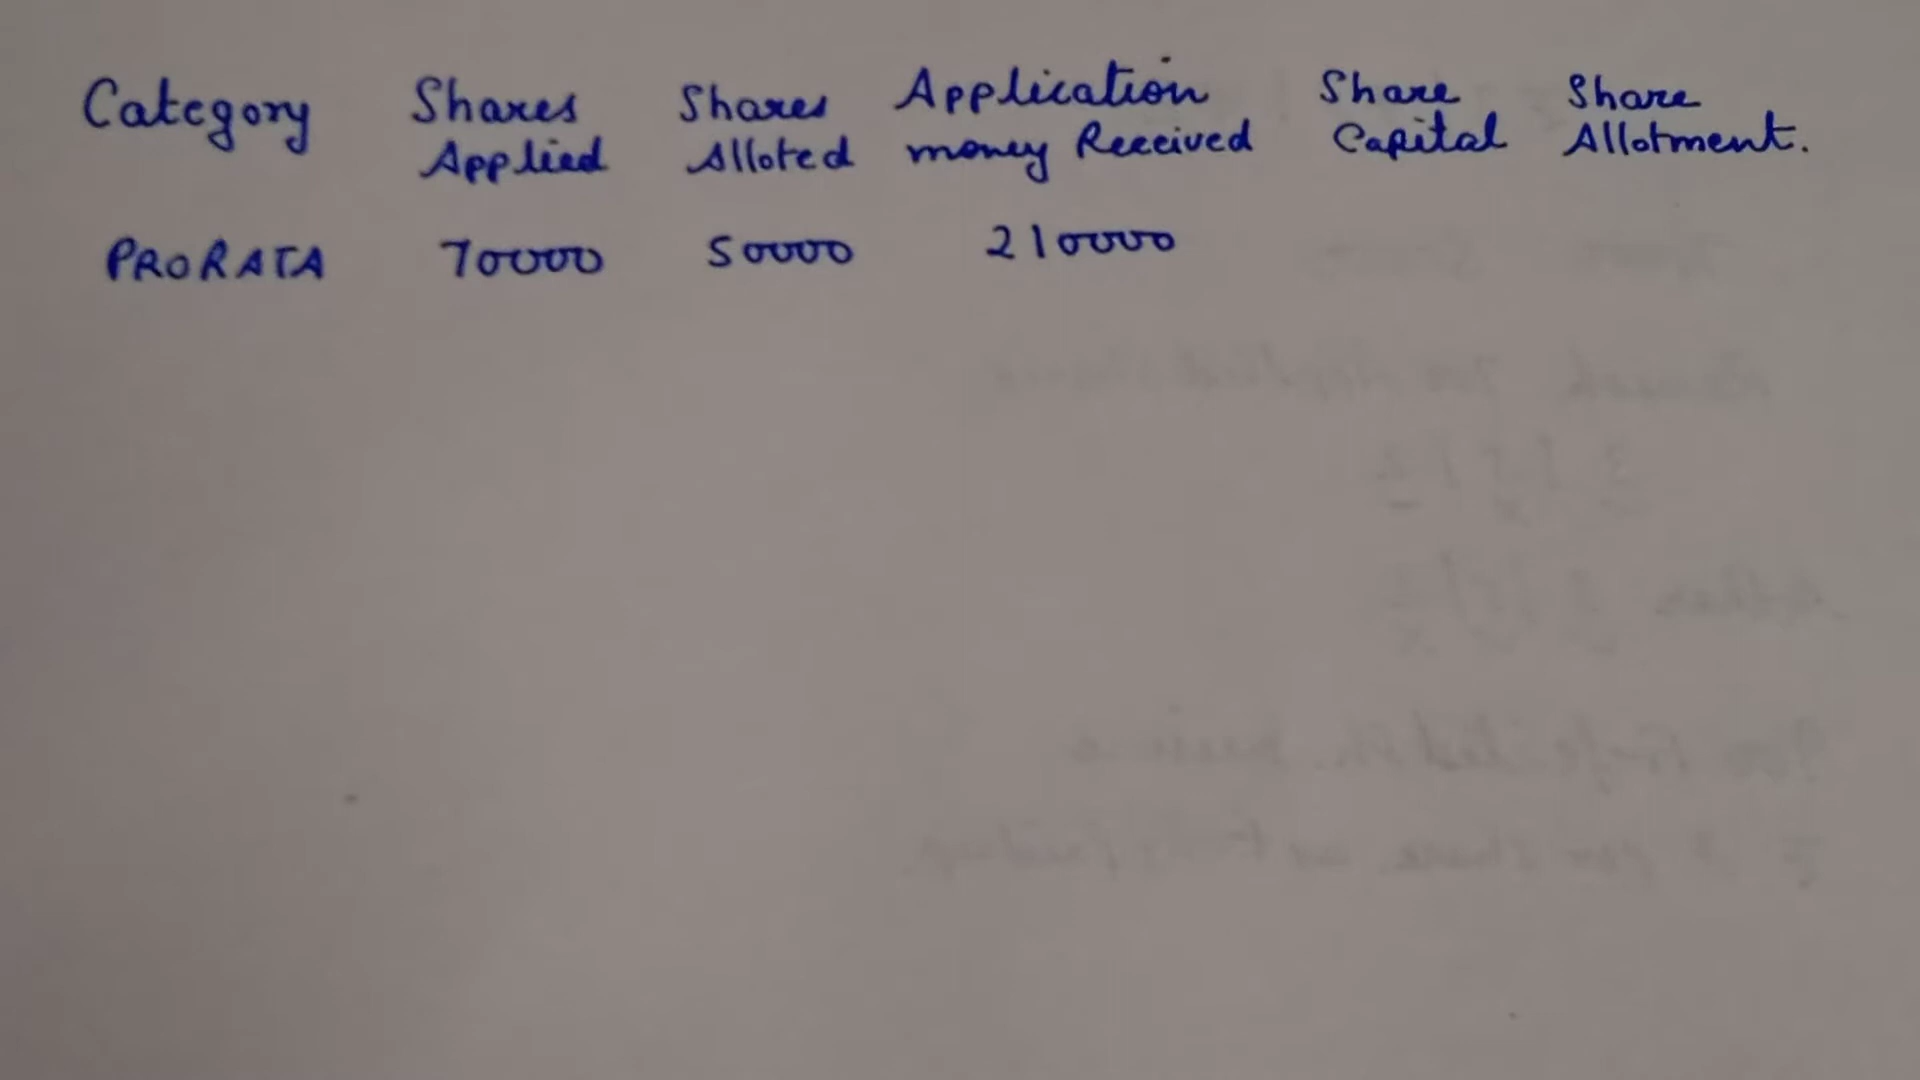 Category Shares Applied Shares Alloted Application money Received Share Capital Share Allotment.
PRORATA 70000 50000 210000